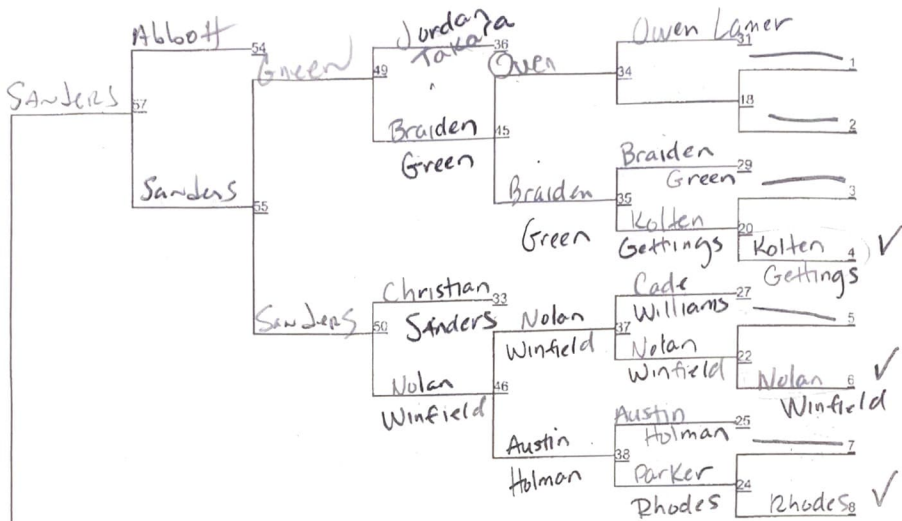 Abbott
54
SANDERS
57
Sanders
55
Green
49
SANDERS
50
Jordan
Takata
36
Braiden
Green
45
Christian
Sanders
33
Nolan
Winfield
46
Owen
34
Braiden
Green
35
Nolan
Winfield
37
Austin
Holman
38
Owen Lamer
31
18
Braiden
Green
29
Kolten
Gettings
20
Cade
Williams
27
Nolan
Winfield
22
Austin
Holman
25
Parker
Rhodes
24
1
2
3
Kolten
Gettings
4
5
Nolan
Winfield
6
7
Rhodes
8